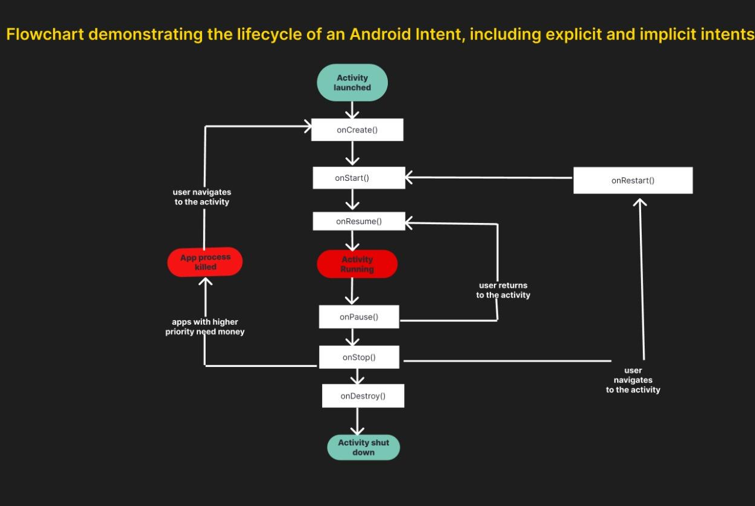 Flowchart demonstrating the lifecycle of an Android Intent, including explicit and implicit intents
Activity
launched
onCreate()
onStart()
onRestart()
user navigates
to the activity
onResume()
App process
killed
Activity
Running
user returns
to the activity
onPause()
apps with higher
priority need money
onStop()
user
navigates
to the activity
onDestroy()
Activity shut
down